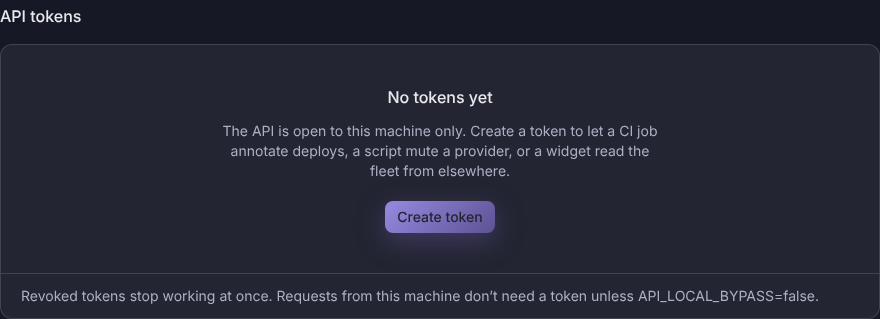 API tokens
No tokens yet
The API is open to this machine only. Create a token to let a CI job
annotate deploys, a script mute a provider, or a widget read the
fleet from elsewhere.
Create token
Revoked tokens stop working at once. Requests from this machine don’t need a token unless API_LOCAL_BYPASS=false.